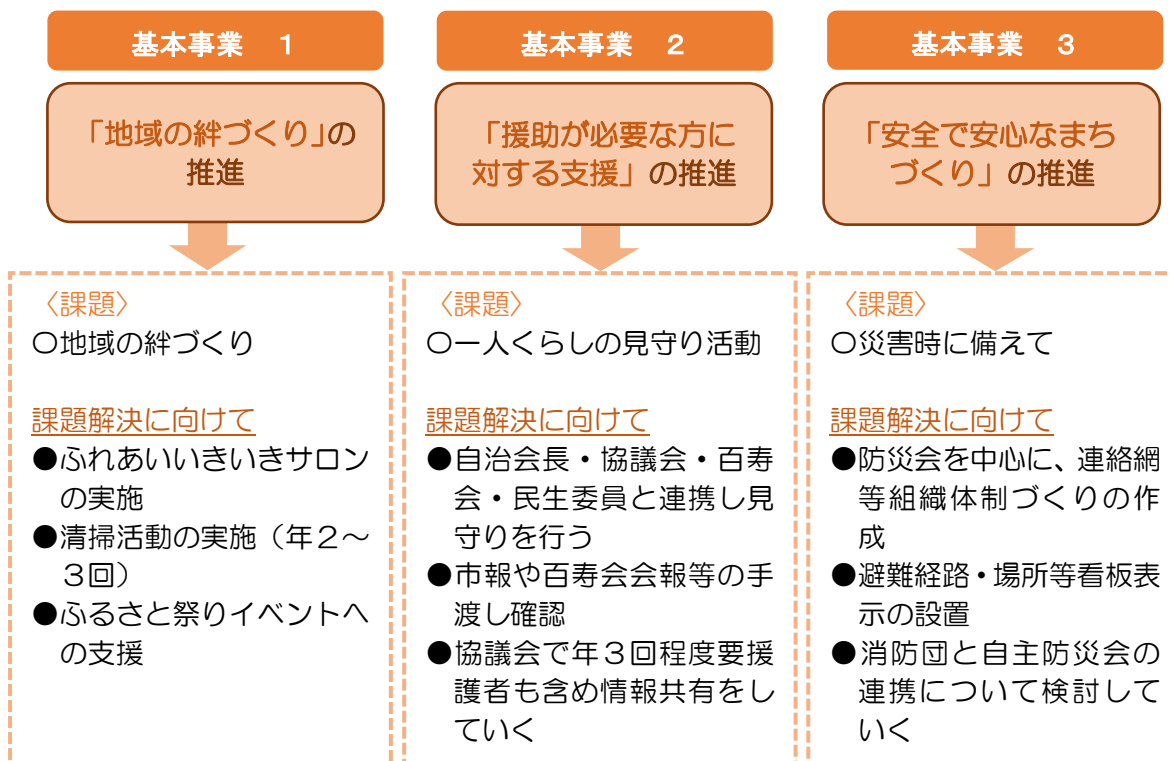 基本事業　１
「地域の絆づくり」の
推進
〈課題〉
〇地域の絆づくり
課題解決に向けて
●ふれあいいきいきサロン
の実施
●清掃活動の実施（年２～
３回）
●ふるさと祭りイベントへ
の支援
基本事業　２
「援助が必要な方に
対する支援」の推進
〈課題〉
〇一人くらしの見守り活動
課題解決に向けて
●自治会長・協議会・百寿
会・民生委員と連携し見
守りを行う
●市報や百寿会会報等の手
渡し確認
●協議会で年３回程度要援
護者も含め情報共有をし
ていく
基本事業　３
「安全で安心なまち
づくり」の推進
〈課題〉
〇災害時に備えて
課題解決に向けて
●防災会を中心に、連絡網
等組織体制づくりの作
成
●避難経路・場所等看板表
示の設置
●消防団と自主防災会の
連携について検討して
いく